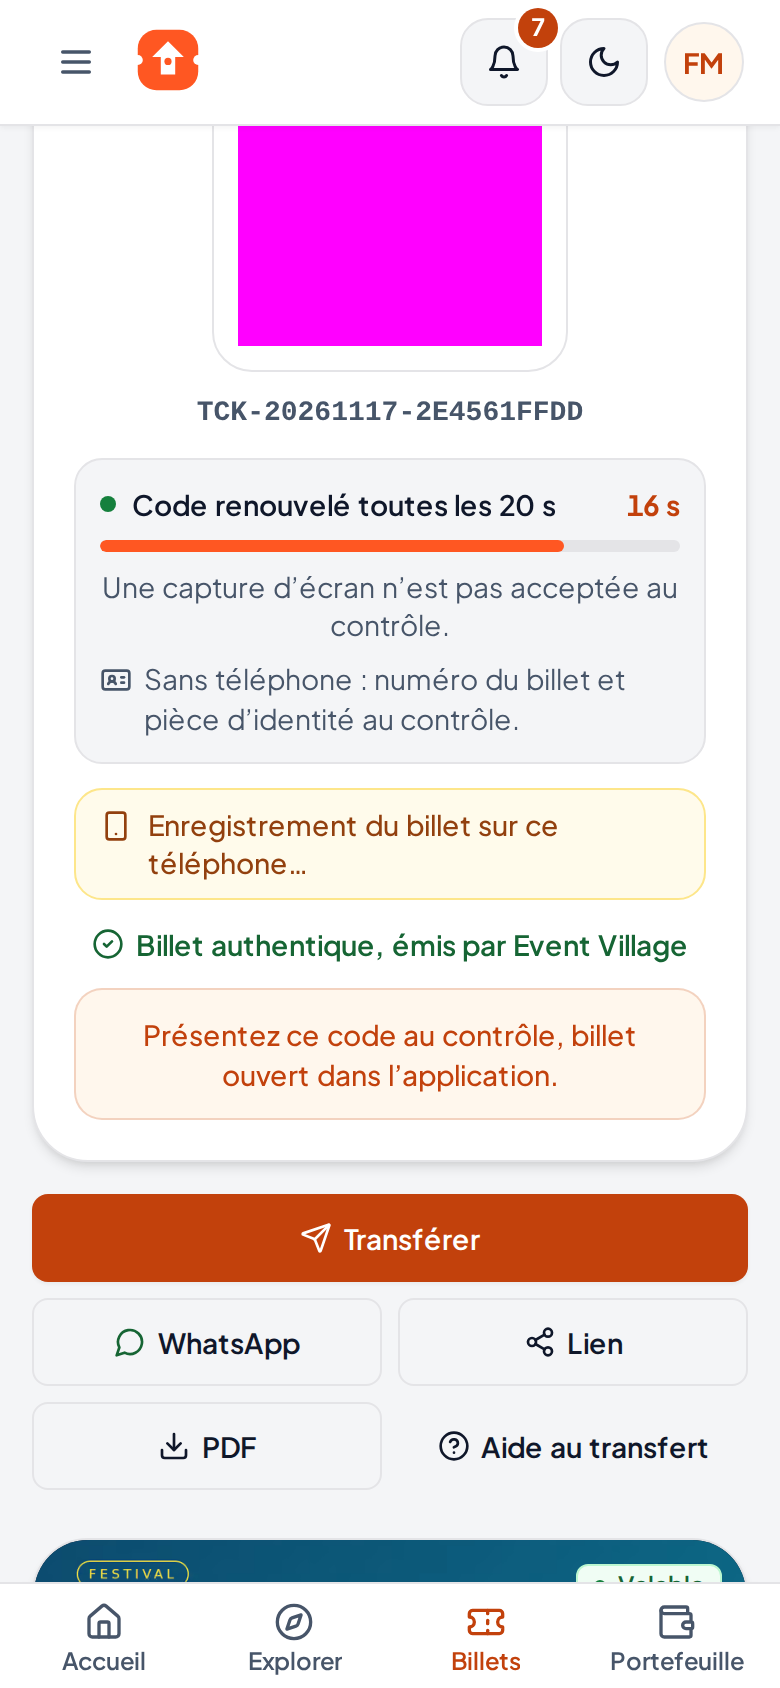 7
FM
TCK-20261117-2E4561FFDD
Code renouvelé toutes les 20 s
16 s
Une capture d’écran n’est pas acceptée au
contrôle.
Sans téléphone : numéro du billet et
pièce d’identité au contrôle.
Enregistrement du billet sur ce
téléphone…
Billet authentique, émis par Event Village
Présentez ce code au contrôle, billet
ouvert dans l’application.
Transférer
WhatsApp
Lien
PDF
Aide au transfert
FESTIVAL
Accueil
Explorer
Billets
Portefeuille